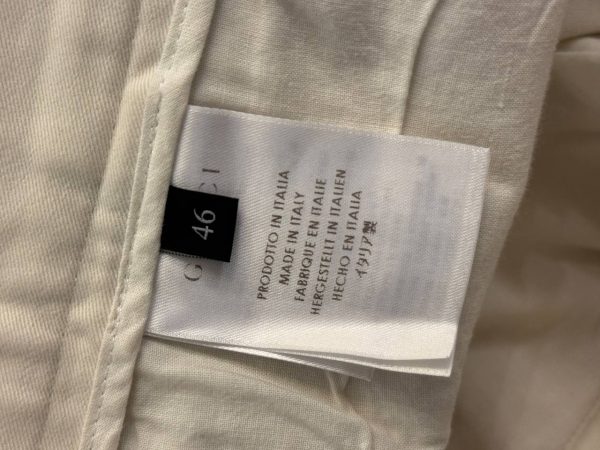 46
PRODOTTO IN ITALIA
MADE IN ITALY
FABRIQUE EN ITALIE
HERGESTELLT IN ITALIEN
HECHO EN ITALIA
イタリア製